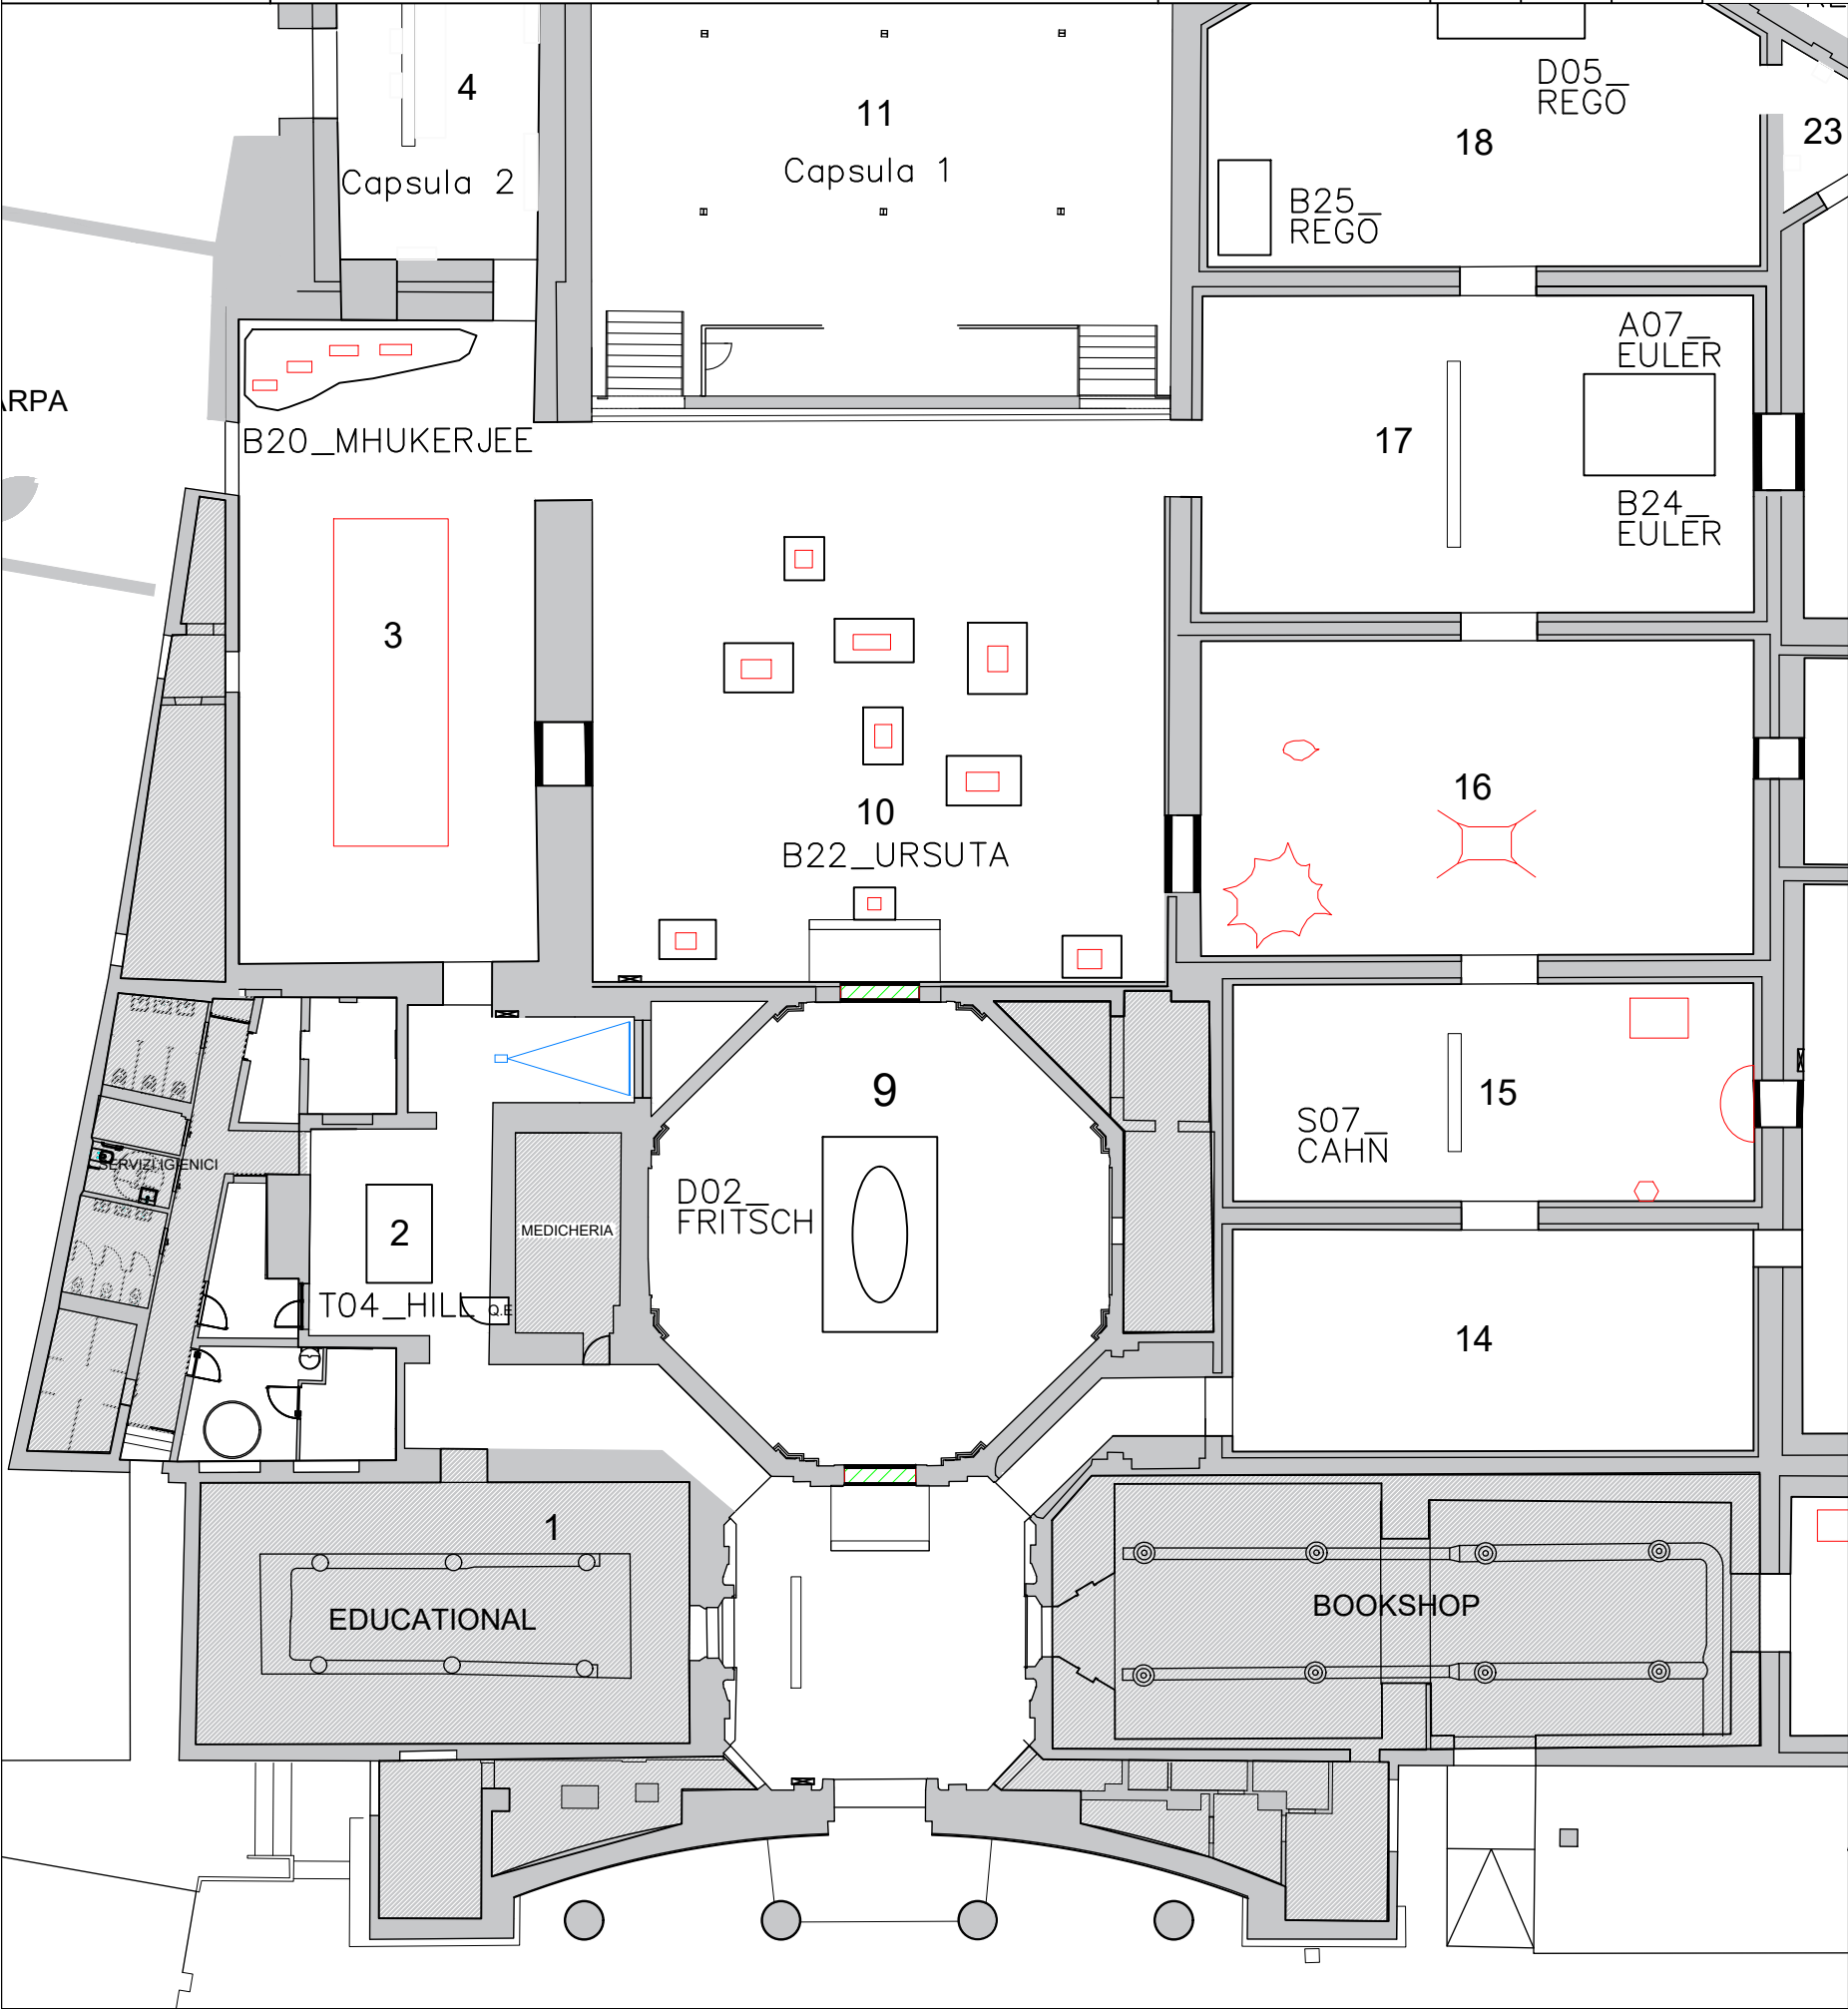 4
Capsula 2
11
Capsula 1
D05_
REGO
18
B25_
REGO
23
ARPA
B20_MHUKERJEE
A07_
EULER
17
B24_
EULER
3
10
B22_URSUTA
16
9
15
S07_
CAHN
SERVIZI IGIENICI
2
MEDICHERIA
D02_
FRITSCH
T04_HILL
Q.E
14
1
EDUCATIONAL
BOOKSHOP